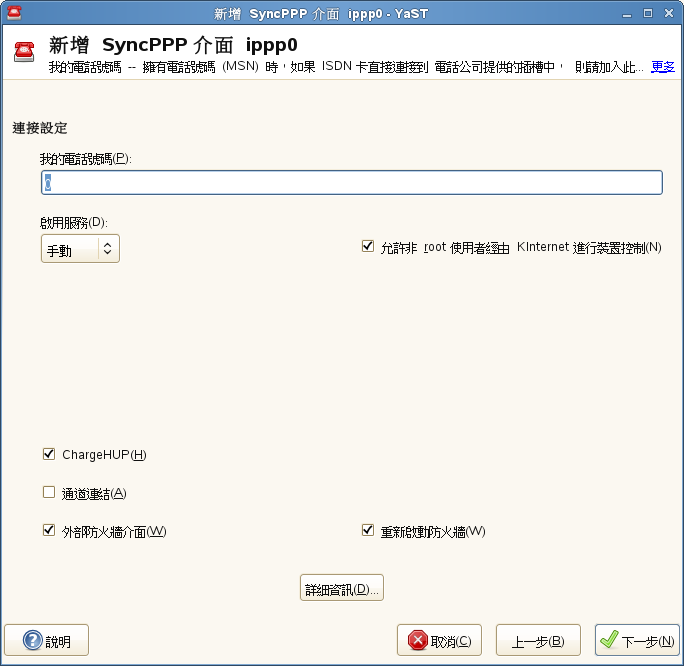 新增 SyncPPP 介面 ippp0 - YaST
新增 SyncPPP 介面 ippp0
我的電話號碼 -- 擁有電話號碼 (MSN) 時，如果 ISDN 卡直接連接到 電話公司提供的插槽中， 則請加入此... 更多
連接設定
我的電話號碼(P):
0
啟用服務(D):
手動
允許非 root 使用者經由 KInternet 進行裝置控制(N)
ChargeHUP(H)
通道連結(A)
外部防火牆介面(W)
重新啟動防火牆(W)
詳細資訊(D)...
說明
取消(C)
上一步(B)
下一步(N)